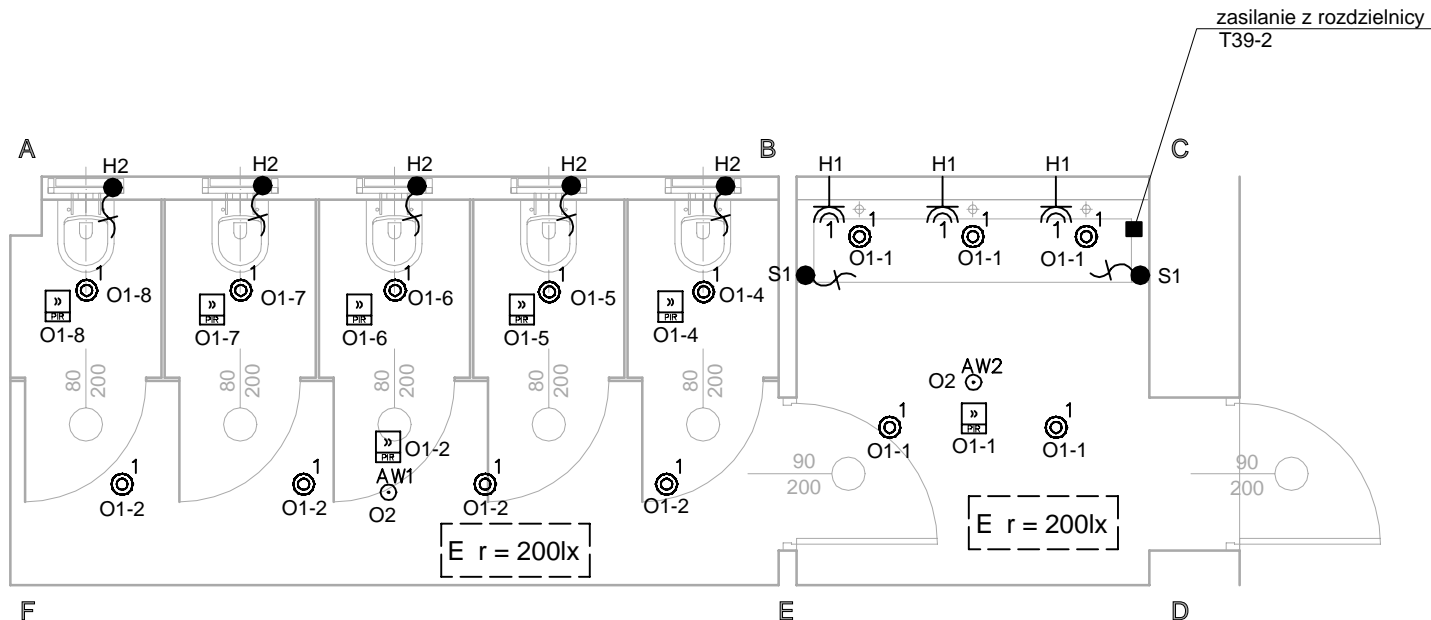 zasilanie z rozdzielnicy
T39-2
A
B
C
H2
H2
H2
H2
H2
H1
H1
H1
1
1
1
1
1
1
O1-1
O1-1
O1-1
S1
S1
1
1
1
1
1
O1-8
O1-7
O1-6
O1-5
O1-4
»
»
»
»
»
PIR
PIR
PIR
PIR
PIR
O1-8
O1-7
O1-6
O1-5
O1-4
80
200
80
200
80
200
80
200
80
200
AW2
O2
»
PIR
O1-1
1
1
O1-1
O1-1
»
PIR
O1-2
AW1
O2
1
1
1
1
O1-2
O1-2
O1-2
O1-2
90
200
90
200
E r = 200lx
E r = 200lx
F
E
D